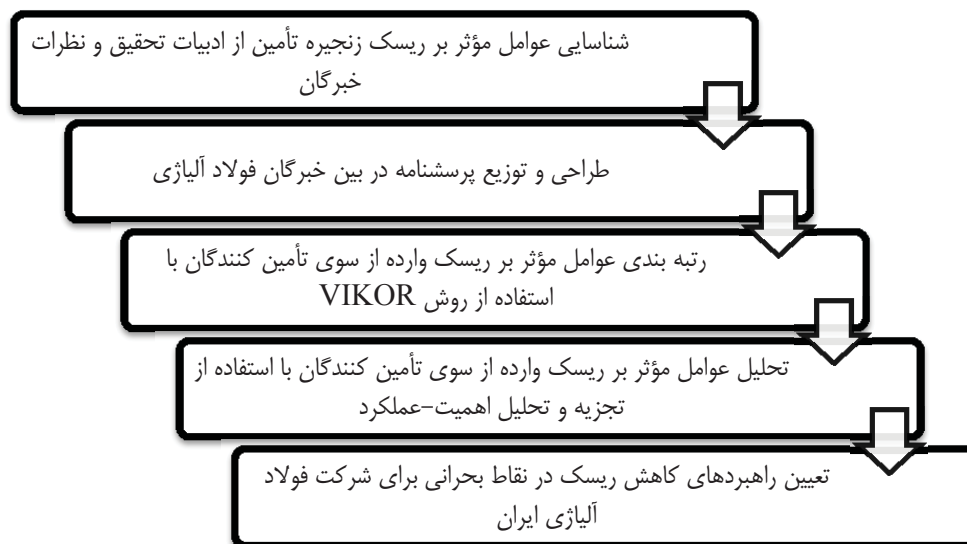 شناسایی عوامل مؤثر بر ریسک زنجیره تأمین از ادبیات تحقیق و نظرات
خبرگان
طراحی و توزیع پرسشنامه در بین خبرگان فولاد آلیاژی
رتبه بندی عوامل مؤثر بر ریسک وارده از سوی تأمین کنندگان با
استفاده از روش VIKOR
تحلیل عوامل مؤثر بر ریسک وارده از سوی تأمین کنندگان با استفاده از
تجزیه و تحلیل اهمیت-عملکرد
تعیین راهبردهای کاهش ریسک در نقاط بحرانی برای شرکت فولاد
آلیاژی ایران